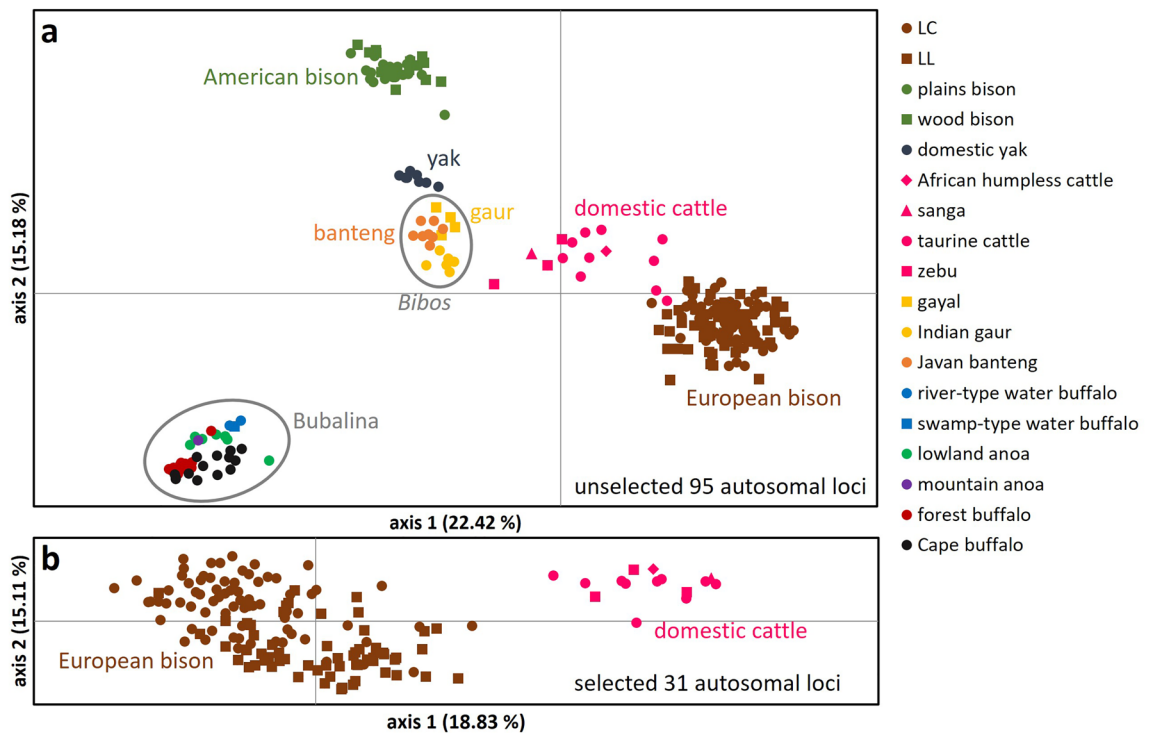 a
American bison
yak
gaur
banteng
Bibos
domestic cattle
European bison
Bubalina
unselected 95 autosomal loci
axis 2 (15.18 %)
axis 1 (22.42 %)
b
European bison
domestic cattle
selected 31 autosomal loci
axis 2 (15.11 %)
axis 1 (18.83 %)
LC
LL
plains bison
wood bison
domestic yak
African humpless cattle
sanga
taurine cattle
zebu
gayal
Indian gaur
Javan banteng
river-type water buffalo
swamp-type water buffalo
lowland anoa
mountain anoa
forest buffalo
Cape buffalo